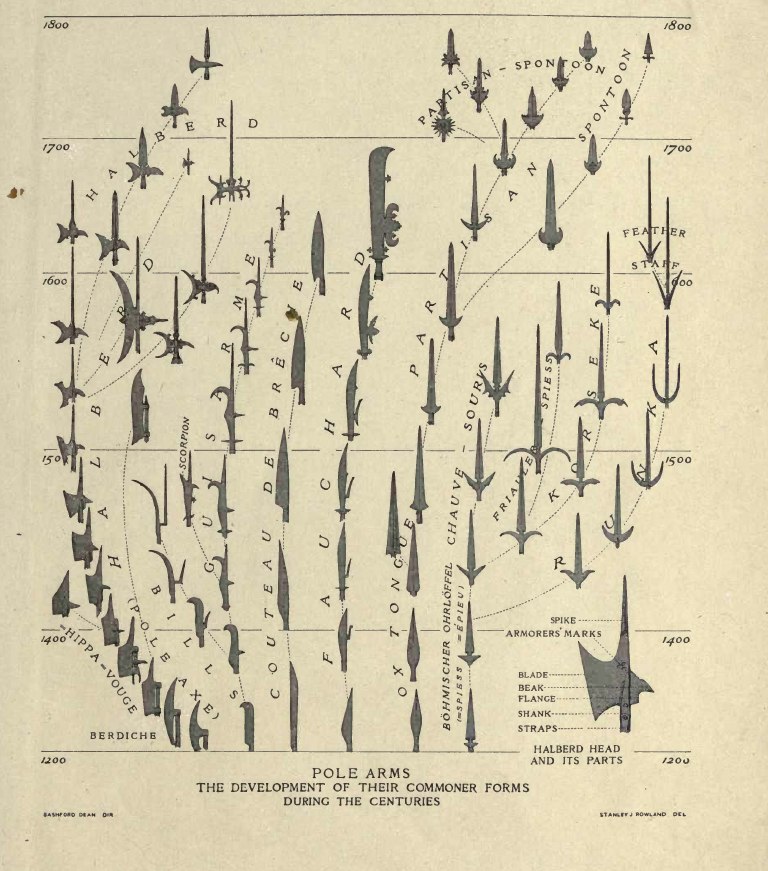 1800
1800
PARTISAN – SPONTOON
SPONTOON
HALBERD
1700
1700
FEATHER
STAFF
1600
1600
HALBERD
GUISARME
COUTEAU DE BRÈCHE
FAUCHARD
PARTISAN
CHAUVE – SOURIS
FRIAULER SPIESS
KORSEKE
RUNKA
SCORPION
1500
1500
BILLS
OX TONGUE
BÖHMISCHER OHRLÖFFEL
(=SPIESS =ÉPIEU)
1400
1400
=HIPPA=VOUGE
(POLE AXE)
BERDICHE
SPIKE
ARMORERS' MARKS
BLADE
BEAK
FLANGE
SHANK
STRAPS
HALBERD HEAD
AND ITS PARTS
1200
1200
POLE ARMS
THE DEVELOPMENT OF THEIR COMMONER FORMS
DURING THE CENTURIES
BASHFORD DEAN DIR
STANLEY J ROWLAND DEL